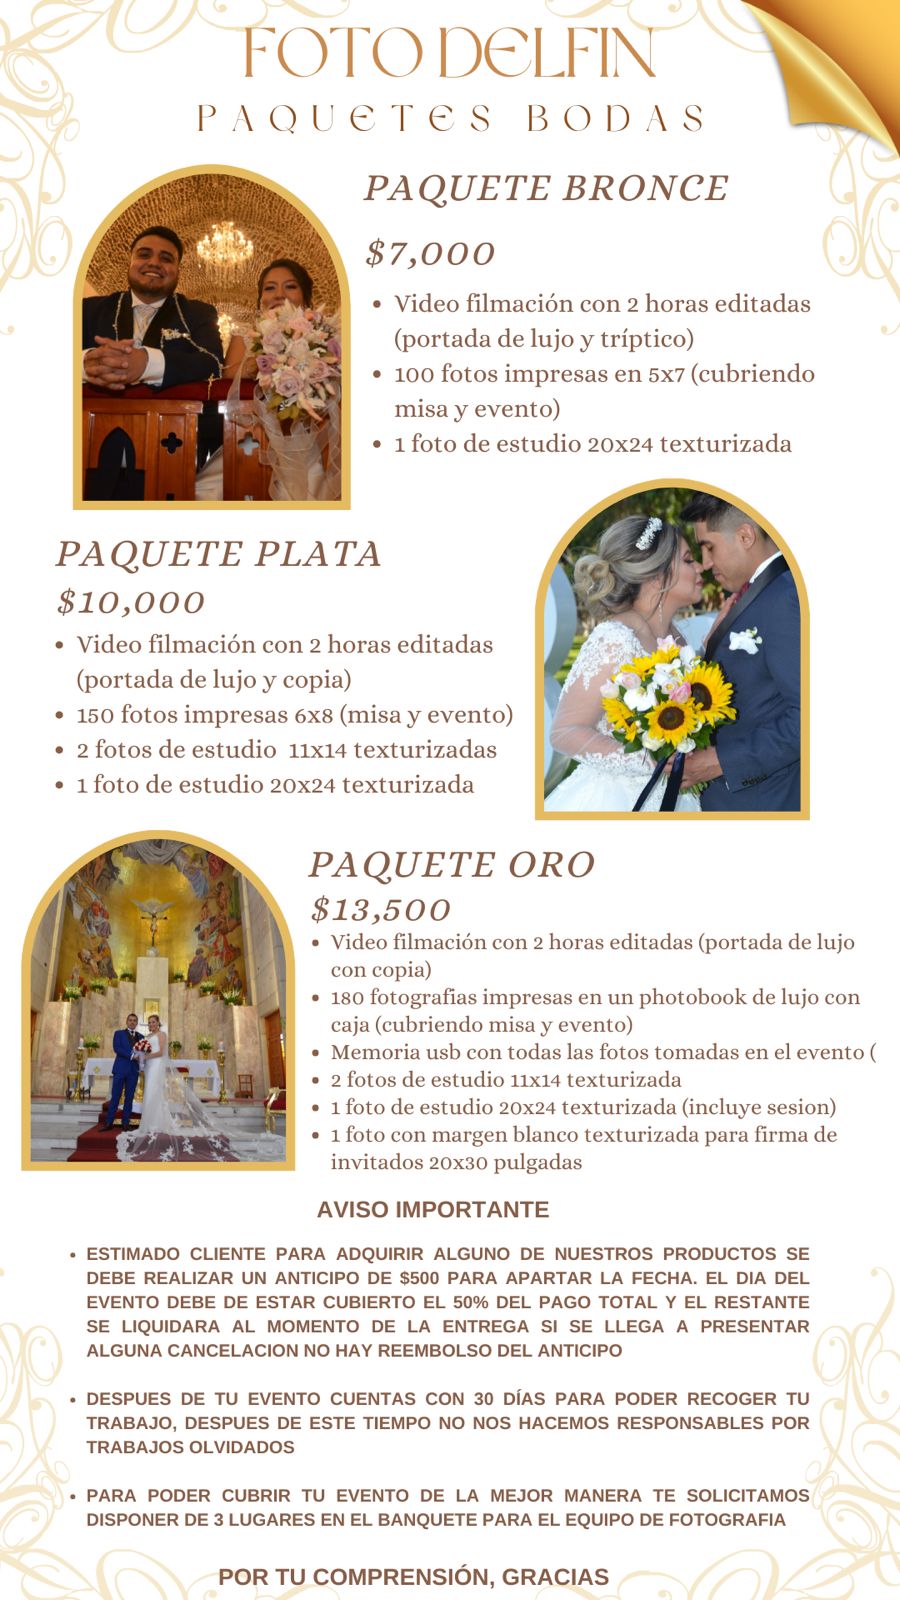 FOTO DELFIN
PAQUETES BODAS
PAQUETE BRONCE
$7,000
• Video filmación con 2 horas editadas
(portada de lujo y tríptico)
• 100 fotos impresas en 5x7 (cubriendo
misa y evento)
• 1 foto de estudio 20x24 texturizada
PAQUETE PLATA
$10,000
• Video filmación con 2 horas editadas
(portada de lujo y copia)
• 150 fotos impresas 6x8 (misa y evento)
• 2 fotos de estudio 11x14 texturizadas
• 1 foto de estudio 20x24 texturizada
PAQUETE ORO
$13,500
• Video filmación con 2 horas editadas (portada de lujo
con copia)
• 180 fotografias impresas en un photobook de lujo con
caja (cubriendo misa y evento)
• Memoria usb con todas las fotos tomadas en el evento (
• 2 fotos de estudio 11x14 texturizada
• 1 foto de estudio 20x24 texturizada (incluye sesion)
• 1 foto con margen blanco texturizada para firma de
invitados 20x30 pulgadas
AVISO IMPORTANTE
• ESTIMADO CLIENTE PARA ADQUIRIR ALGUNO DE NUESTROS PRODUCTOS SE
DEBE REALIZAR UN ANTICIPO DE $500 PARA APARTAR LA FECHA. EL DIA DEL
EVENTO DEBE DE ESTAR CUBIERTO EL 50% DEL PAGO TOTAL Y EL RESTANTE
SE LIQUIDARA AL MOMENTO DE LA ENTREGA SI SE LLEGA A PRESENTAR
ALGUNA CANCELACION NO HAY REEMBOLSO DEL ANTICIPO
• DESPUES DE TU EVENTO CUENTAS CON 30 DÍAS PARA PODER RECOGER TU
TRABAJO, DESPUES DE ESTE TIEMPO NO NOS HACEMOS RESPONSABLES POR
TRABAJOS OLVIDADOS
• PARA PODER CUBRIR TU EVENTO DE LA MEJOR MANERA TE SOLICITAMOS
DISPONER DE 3 LUGARES EN EL BANQUETE PARA EL EQUIPO DE FOTOGRAFIA
POR TU COMPRENSIÓN, GRACIAS